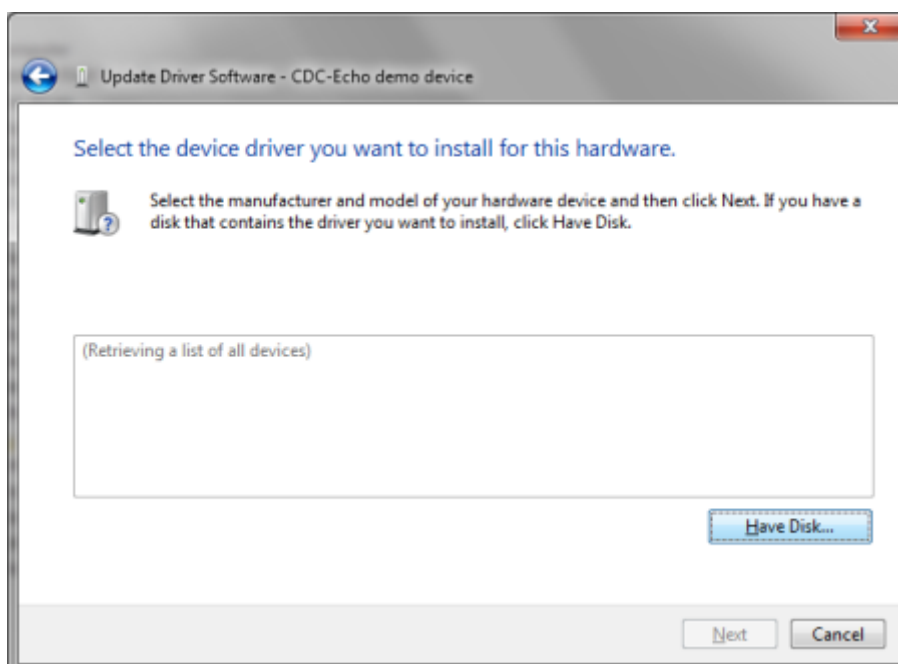 Update Driver Software - CDC-Echo demo device
Select the device driver you want to install for this hardware.
Select the manufacturer and model of your hardware device and then click Next. If you have a
disk that contains the driver you want to install, click Have Disk.
(Retrieving a list of all devices)
Have Disk...
Next
Cancel